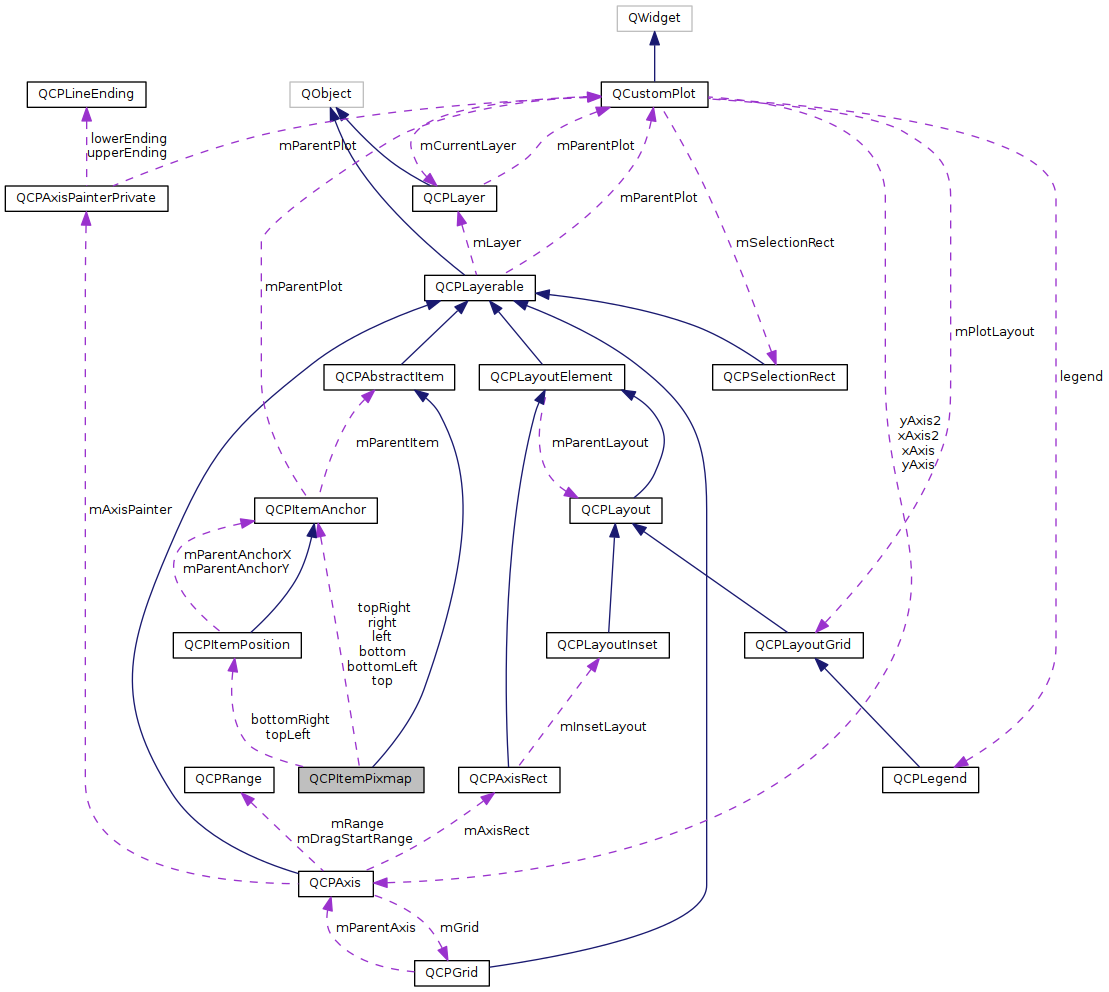 QWidget
QCPLineEnding
QObject
QCustomPlot
lowerEnding
upperEnding
mParentPlot
mCurrentLayer
mParentPlot
QCPAxisPainterPrivate
QCPLayer
mParentPlot
mSelectionRect
mLayer
mParentPlot
QCPLayerable
mPlotLayout
QCPAbstractItem
QCPLayoutElement
QCPSelectionRect
legend
yAxis2
xAxis2
xAxis
yAxis
mParentItem
mParentLayout
mAxisPainter
QCPItemAnchor
QCPLayout
mParentAnchorX
mParentAnchorY
topRight
right
left
bottom
bottomLeft
top
QCPItemPosition
QCPLayoutInset
QCPLayoutGrid
bottomRight
topLeft
mInsetLayout
QCPRange
QCPItemPixmap
QCPAxisRect
QCPLegend
mRange
mDragStartRange
mAxisRect
QCPAxis
mParentAxis
mGrid
QCPGrid